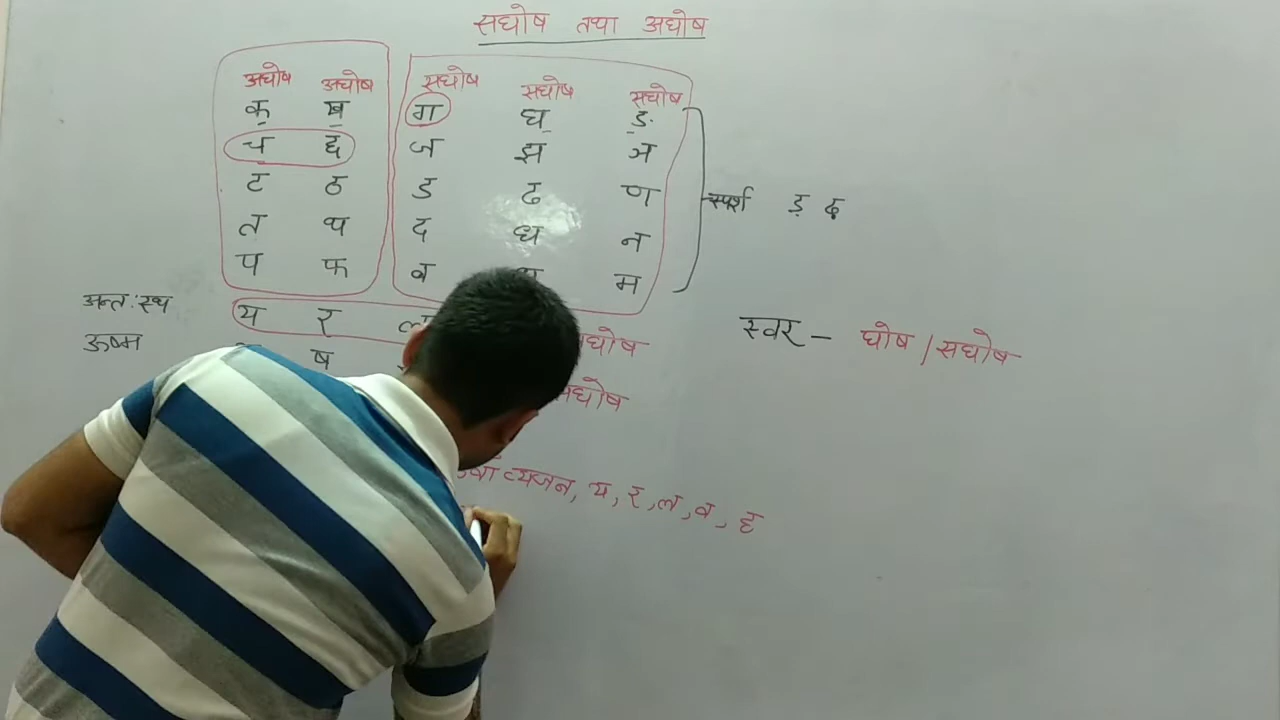 सघोष तथा अघोष
अघोष अघोष सघोष सघोष सघोष
क ख ग घ ङ
च छ ज झ ञ
ट ठ ड ढ ण
स्पर्श ड़ ढ़
त थ द ध न
प फ ब म
अन्तःस्थ य र ल घोष
स्वर – घोष / सघोष
ऊष्म ष
घोष
व्यंजन, य, र, ल, व, ह